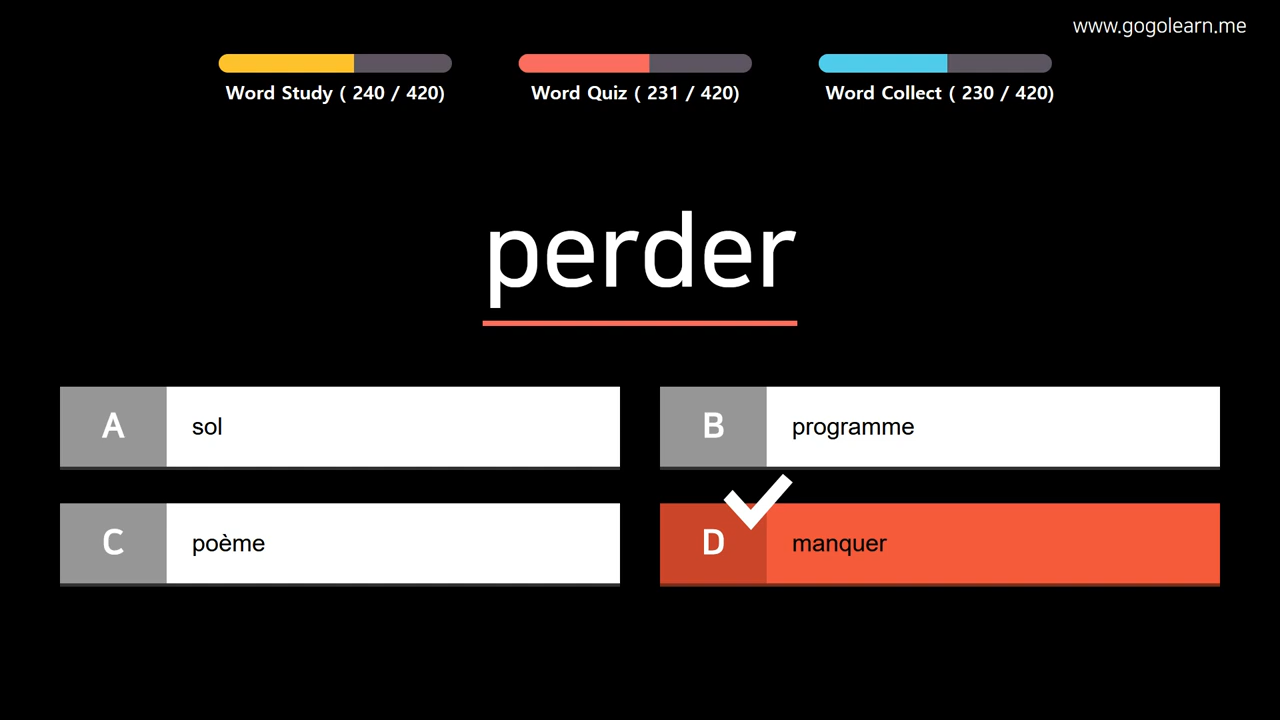 www.gogolearn.me
Word Study ( 240 / 420)
Word Quiz ( 231 / 420)
Word Collect ( 230 / 420)
perder
A sol
B programme
C poème
D manquer